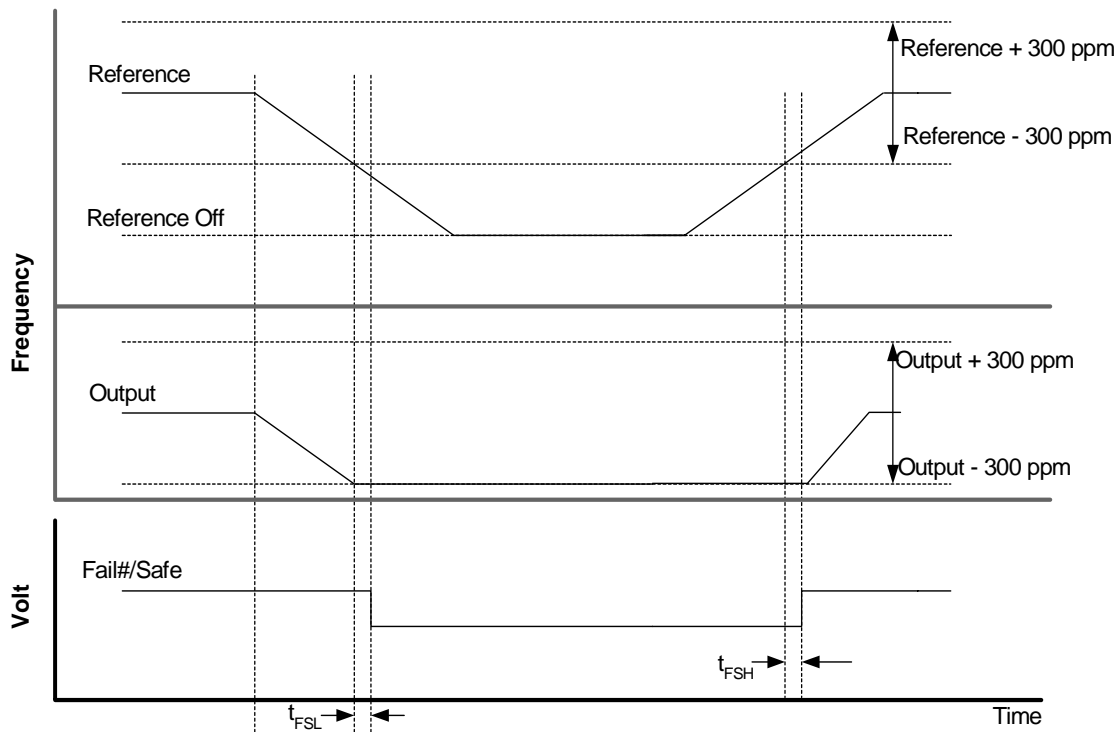 Reference + 300 ppm
Reference
Reference - 300 ppm
Reference Off
Frequency
Output + 300 ppm
Output
Output - 300 ppm
Fail#/Safe
Volt
tFSH
tFSL
Time